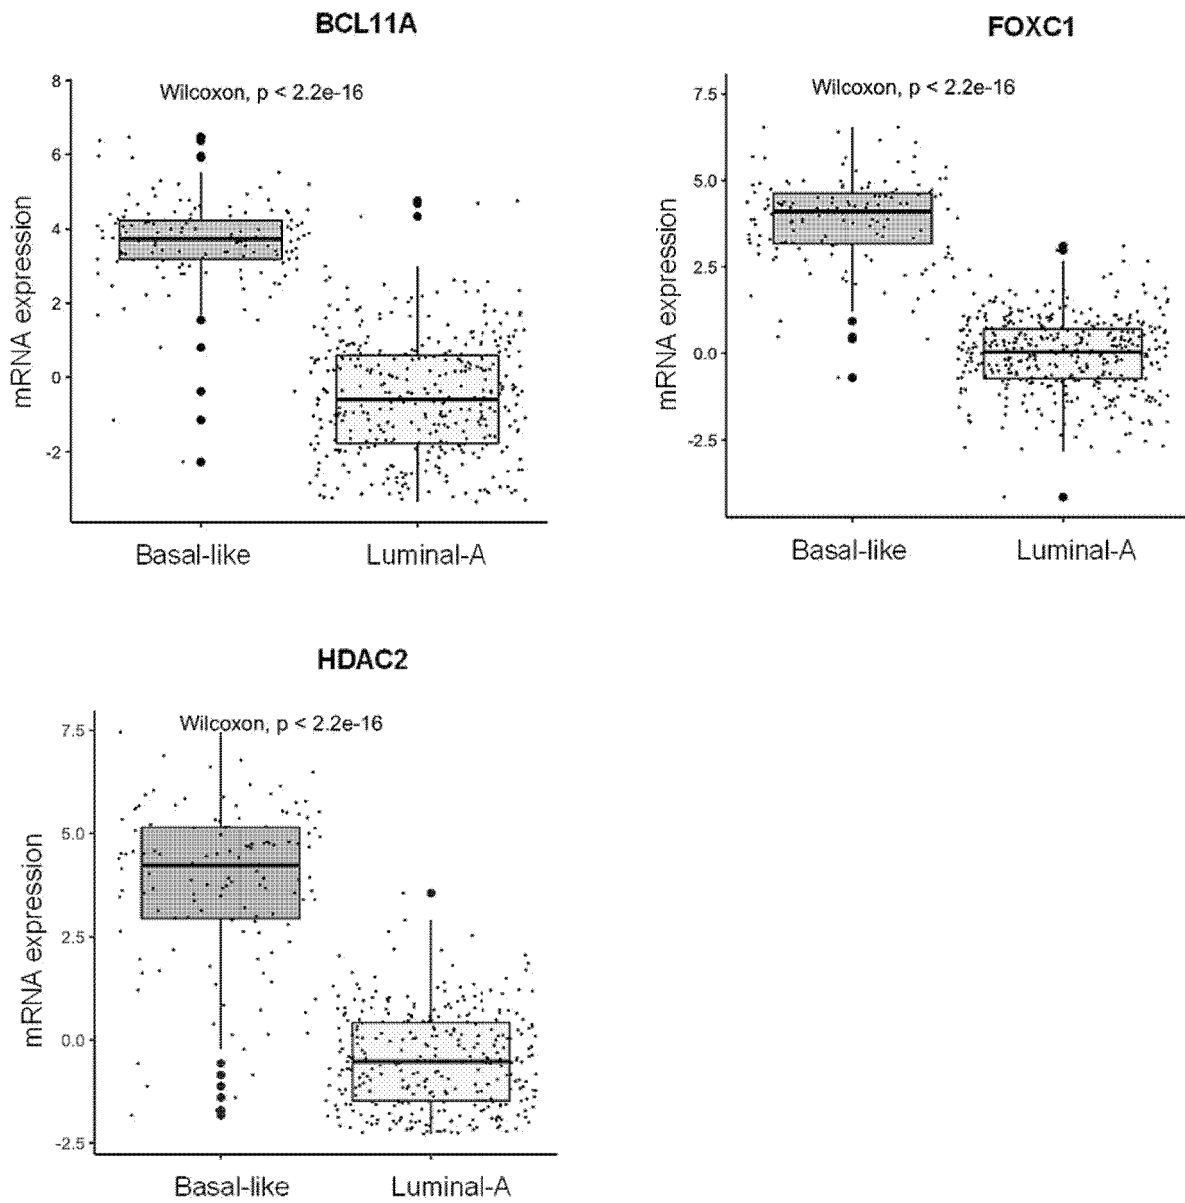 BCL11A
Wilcoxon, p < 2.2e-16
mRNA expression
8
6
4
2
0
-2
Basal-like Luminal-A
FOXC1
Wilcoxon, p < 2.2e-16
mRNA expression
7.5
5.0
2.5
0.0
-2.5
Basal-like Luminal-A
HDAC2
Wilcoxon, p < 2.2e-16
mRNA expression
7.5
5.0
2.5
0.0
-2.5
Basal-like Luminal-A